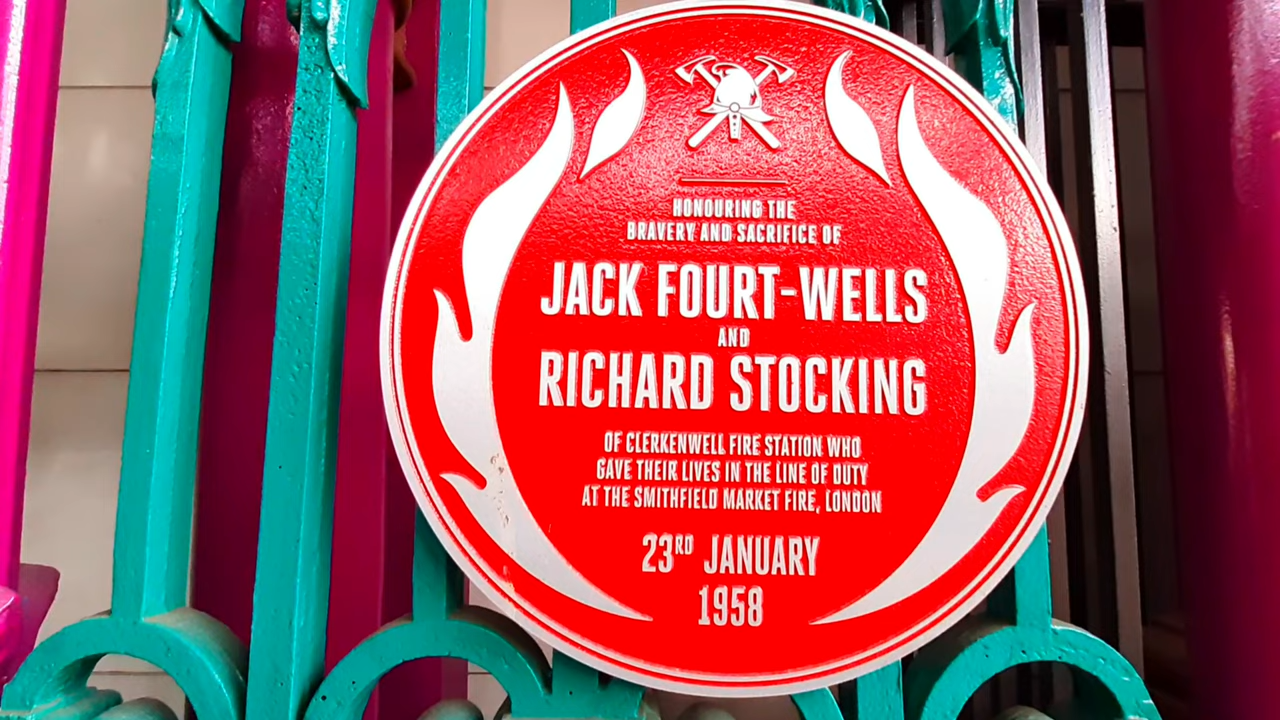 HONOURING THE
BRAVERY AND SACRIFICE OF
JACK FOURT-WELLS
AND
RICHARD STOCKING
OF CLERKENWELL FIRE STATION WHO
GAVE THEIR LIVES IN THE LINE OF DUTY
AT THE SMITHFIELD MARKET FIRE, LONDON
23RD JANUARY
1958